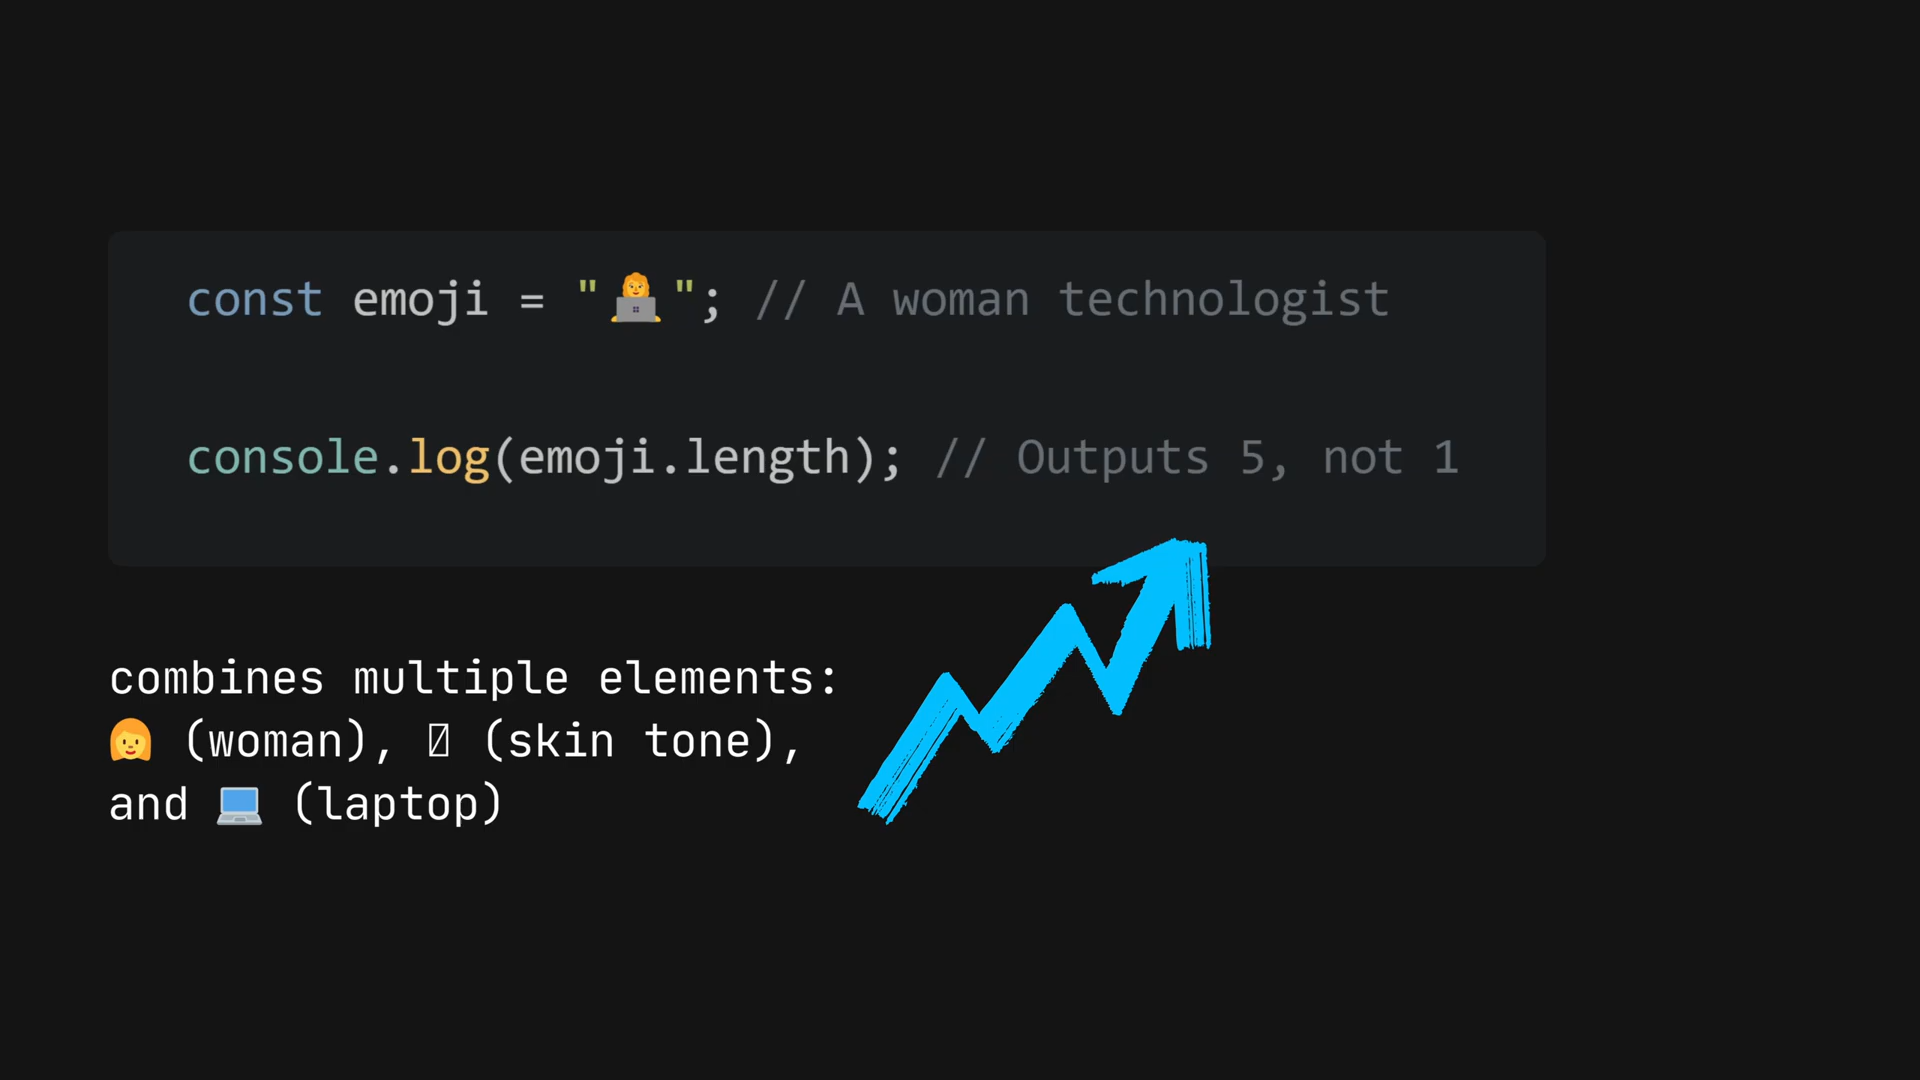 const emoji = "👩‍💻"; // A woman technologist
console.log(emoji.length); // Outputs 5, not 1
combines multiple elements:
👩 (woman), (skin tone),
and 💻 (laptop)